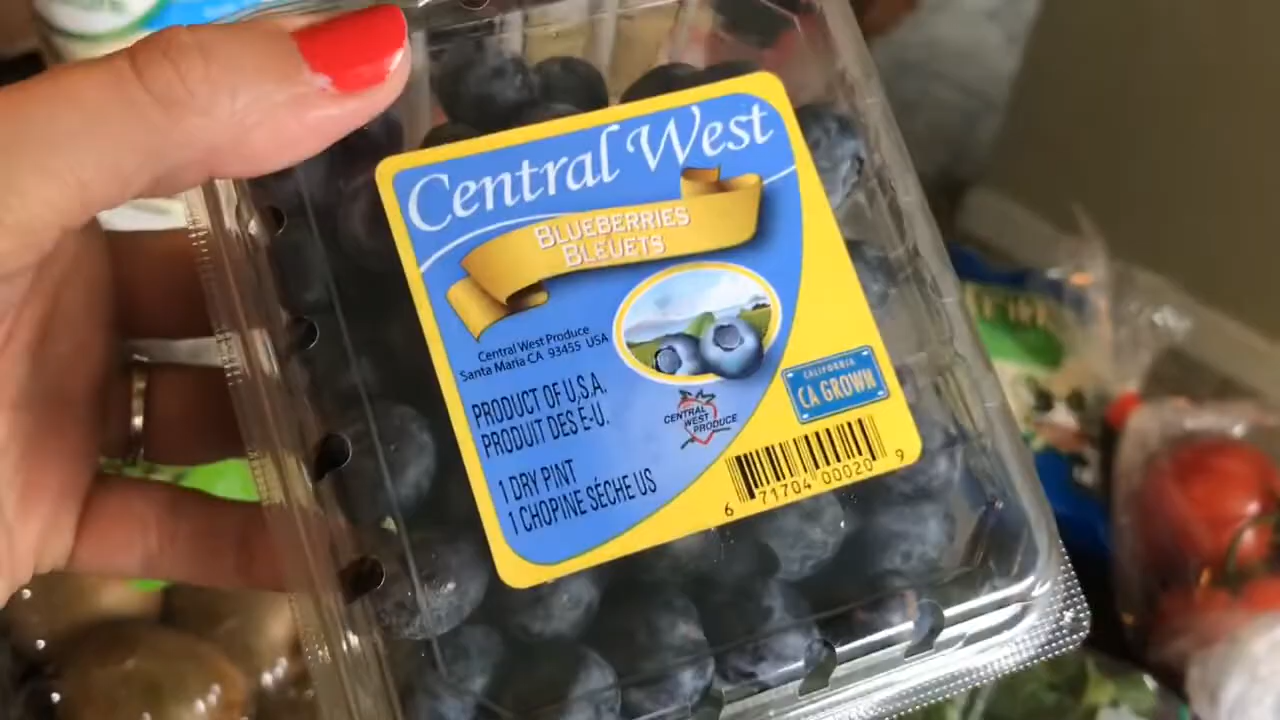 Central West
BLUEBERRIES
BLEUETS
Central West Produce
Santa Maria CA 93455 USA
PRODUCT OF U.S.A.
PRODUIT DES É-U.
1 DRY PINT
1 CHOPINE SÉCHE US
CENTRAL
WEST
PRODUCE
CALIFORNIA
CA GROWN
6 71704 00020 9